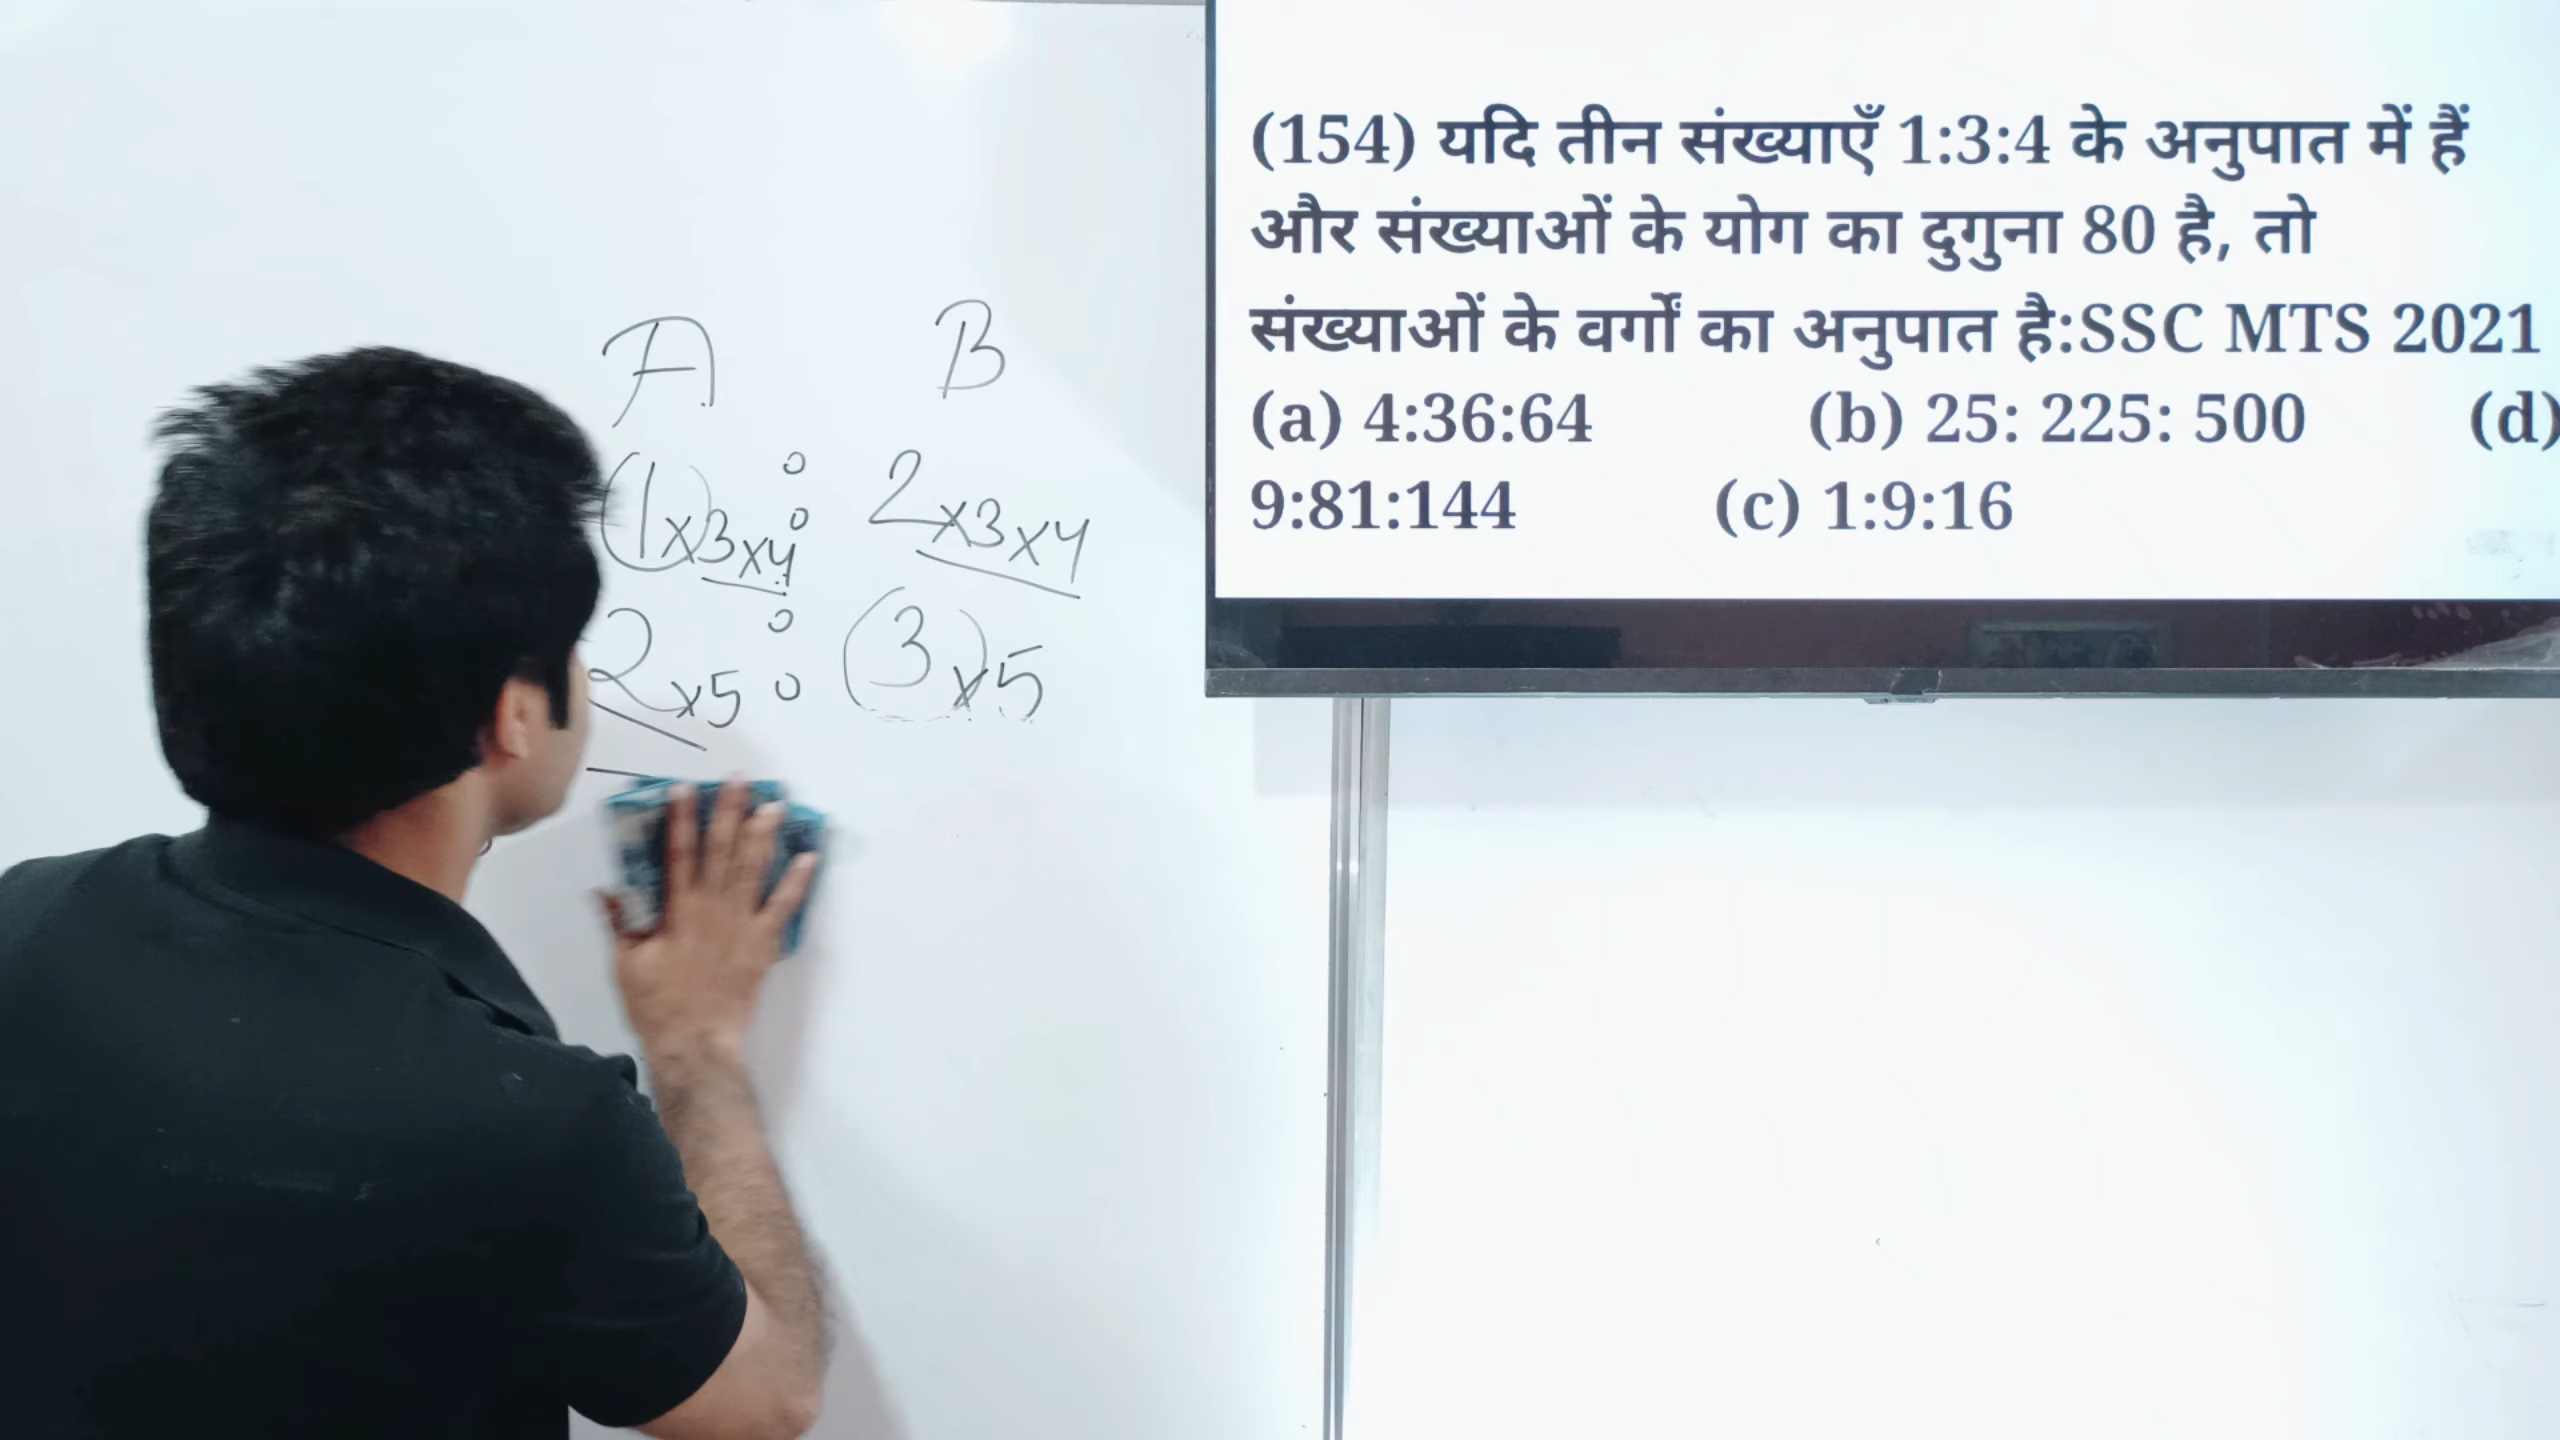 A B
1x3x4 :: 2x3x4
2x5 :: 3x5
(154) यदि तीन संख्याएँ 1:3:4 के अनुपात में हैं
और संख्याओं के योग का दुगुना 80 है, तो
संख्याओं के वर्गों का अनुपात है:SSC MTS 2021
(a) 4:36:64 (b) 25: 225: 500 (d)
9:81:144 (c) 1:9:16